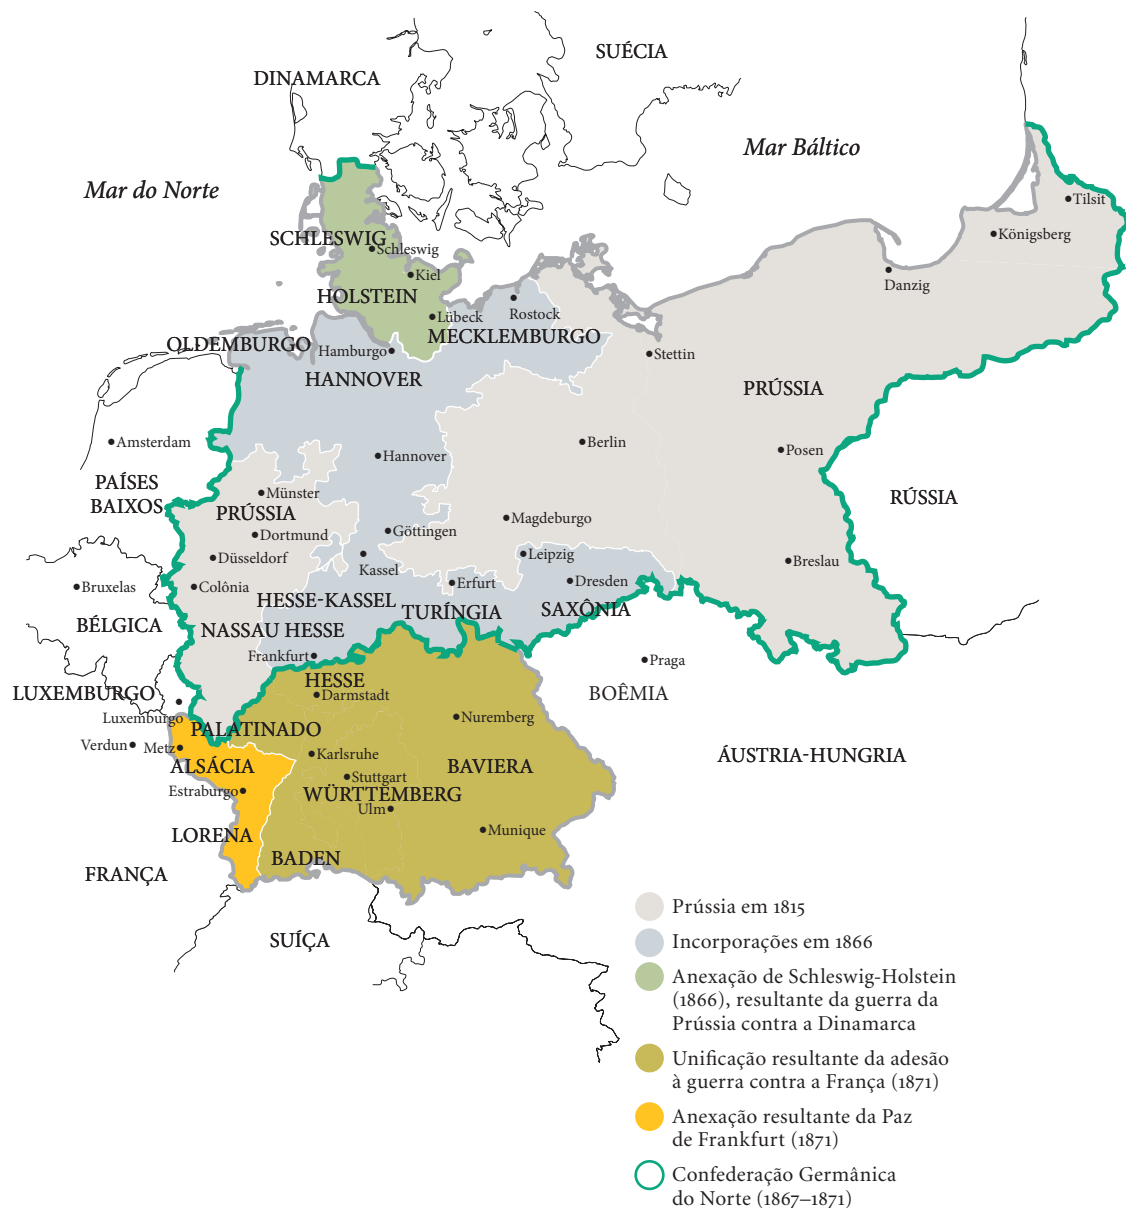 SUÉCIA
DINAMARCA
Mar Báltico
Mar do Norte
Tilsit
Königsberg
SCHLESWIG
Schleswig
Kiel
Danzig
HOLSTEIN
Lübeck
Rostock
MECKLEMBURGO
OLDEMBURGO
Hamburgo
Stettin
HANNOVER
PRÚSSIA
Amsterdam
Berlin
Hannover
Posen
PAÍSES
BAIXOS
Münster
RÚSSIA
PRÚSSIA
Magdeburgo
Dortmund
Göttingen
Düsseldorf
Kassel
Leipzig
Breslau
Bruxelas
Colônia
Erfurt
Dresden
HESSE-KASSEL
TURÍNGIA
SAXÔNIA
BÉLGICA
NASSAU HESSE
Frankfurt
Praga
HESSE
LUXEMBURGO
Darmstadt
BOÊMIA
Luxemburgo
Nuremberg
PALATINADO
Verdun
Metz
Karlsruhe
ÁUSTRIA-HUNGRIA
ALSÁCIA
BAVIERA
Stuttgart
Estraburgo
WÜRTTEMBERG
Ulm
Munique
LORENA
BADEN
FRANÇA
SUÍÇA
Prússia em 1815
Incorporações em 1866
Anexação de Schleswig-Holstein
(1866), resultante da guerra da
Prússia contra a Dinamarca
Unificação resultante da adesão
à guerra contra a França (1871)
Anexação resultante da Paz
de Frankfurt (1871)
Confederação Germânica
do Norte (1867–1871)